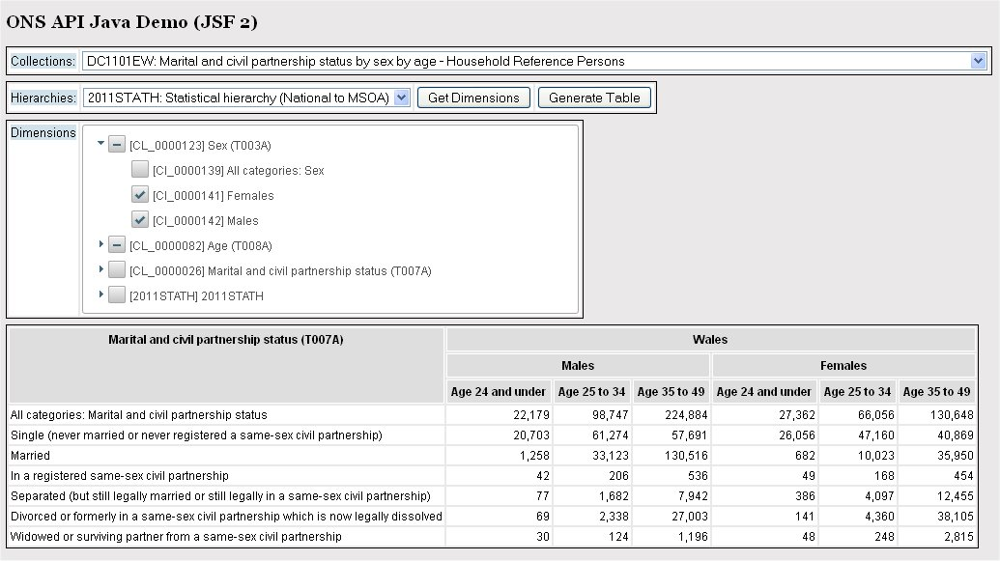 ONS API Java Demo (JSF 2)
Collections: DC1101EW: Marital and civil partnership status by sex by age - Household Reference Persons
Hierarchies: 2011STATH: Statistical hierarchy (National to MSOA) Get Dimensions Generate Table
Dimensions
[CL_0000123] Sex (T003A)
[CI_0000139] All categories: Sex
[CI_0000141] Females
[CI_0000142] Males
[CL_0000082] Age (T008A)
[CL_0000026] Marital and civil partnership status (T007A)
[2011STATH] 2011STATH
Marital and civil partnership status (T007A) Wales
Males Females
Age 24 and under Age 25 to 34 Age 35 to 49 Age 24 and under Age 25 to 34 Age 35 to 49
All categories: Marital and civil partnership status 22,179 98,747 224,884 27,362 66,056 130,648
Single (never married or never registered a same-sex civil partnership) 20,703 61,274 57,691 26,056 47,160 40,869
Married 1,258 33,123 130,516 682 10,023 35,950
In a registered same-sex civil partnership 42 206 536 49 168 454
Separated (but still legally married or still legally in a same-sex civil partnership) 77 1,682 7,942 386 4,097 12,455
Divorced or formerly in a same-sex civil partnership which is now legally dissolved 69 2,338 27,003 141 4,360 38,105
Widowed or surviving partner from a same-sex civil partnership 30 124 1,196 48 248 2,815